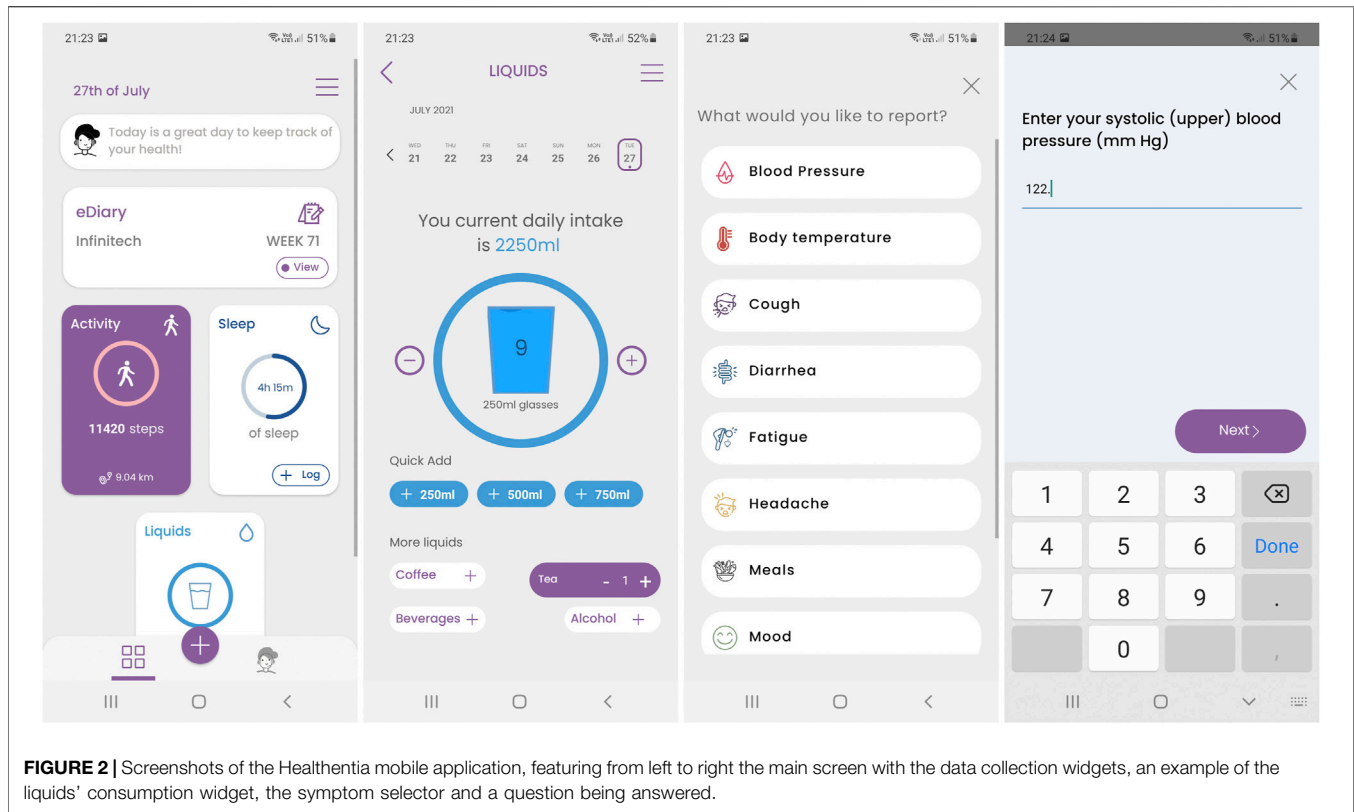 21:23 51%
27th of July
Today is a great day to keep track of
your health!
eDiary
Infinitech WEEK 71
View
Activity Sleep
4h 15m
11420 steps of sleep
9.04 km + Log
Liquids
+
21:23 52%
LIQUIDS
JULY 2021
WED THU FRI SAT SUN MON TUE
21 22 23 24 25 26 27
You current daily intake
is 2250ml
9
250ml glasses
Quick Add
+ 250ml + 500ml + 750ml
More liquids
Coffee + Tea - 1 +
Beverages + Alcohol +
21:23 51%
What would you like to report?
Blood Pressure
Body temperature
Cough
Diarrhea
Fatigue
Headache
Meals
Mood
21:24 51%
Enter your systolic (upper) blood
pressure (mm Hg)
122.
Next >
1 2 3
4 5 6 Done
7 8 9 .
0 ,
FIGURE 2 | Screenshots of the Healthentia mobile application, featuring from left to right the main screen with the data collection widgets, an example of the
liquids’ consumption widget, the symptom selector and a question being answered.